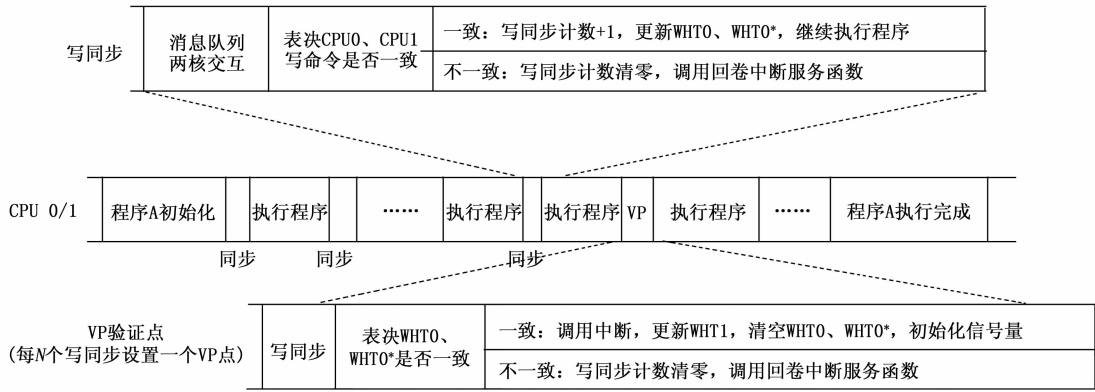 写同步
消息队列
两核交互
表决CPU0、CPU1
写命令是否一致
一致：写同步计数+1，更新WHT0、WHT0*，继续执行程序
不一致：写同步计数清零，调用回卷中断服务函数
CPU 0/1
程序A初始化
执行程序
……
执行程序
执行程序
VP
执行程序
……
程序A执行完成
同步
同步
同步
VP验证点
(每N个写同步设置一个VP点)
写同步
表决WHT0、
WHT0*是否一致
一致：调用中断，更新WHT1，清空WHT0、WHT0*，初始化信号量
不一致：写同步计数清零，调用回卷中断服务函数